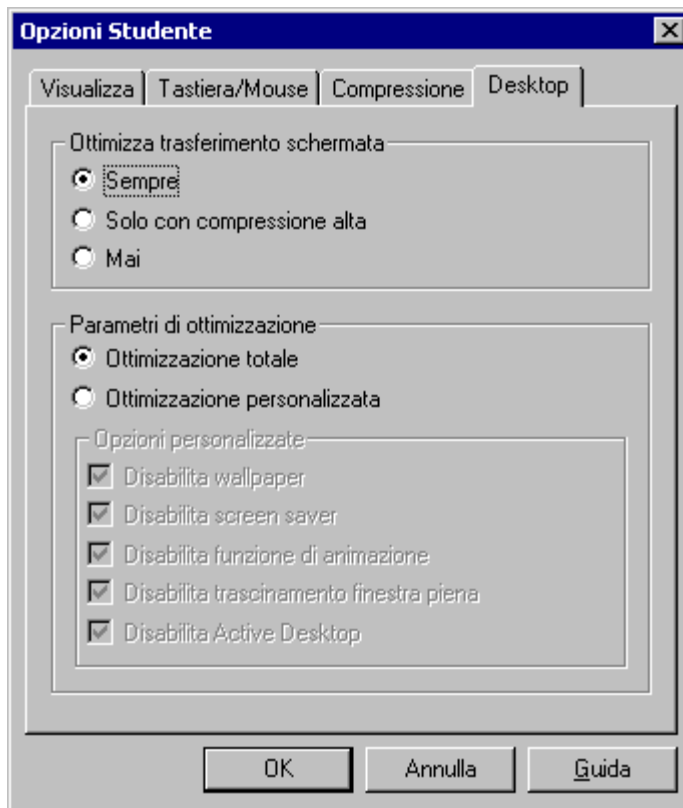 Opzioni Studente
Visualizza Tastiera/Mouse Compressione Desktop
Ottimizza trasferimento schermata
Sempre
Solo con compressione alta
Mai
Parametri di ottimizzazione
Ottimizzazione totale
Ottimizzazione personalizzata
Opzioni personalizzate
Disabilita wallpaper
Disabilita screen saver
Disabilita funzione di animazione
Disabilita trascinamento finestra piena
Disabilita Active Desktop
OK Annulla Guida